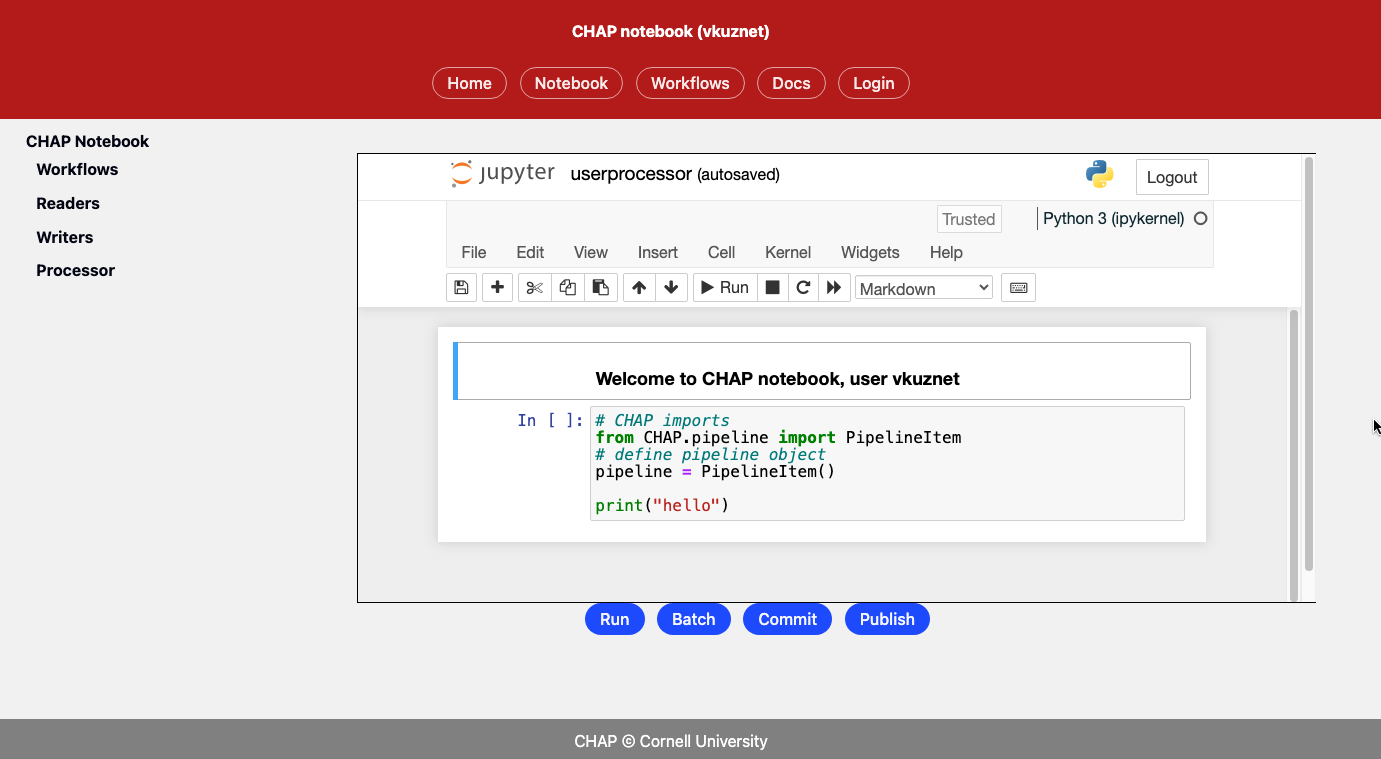 CHAP notebook (vkuznet)
Home Notebook Workflows Docs Login
CHAP Notebook
Workflows
Readers
Writers
Processor
jupyter userprocessor (autosaved) Logout
Trusted Python 3 (ipykernel)
File Edit View Insert Cell Kernel Widgets Help
Run Markdown
Welcome to CHAP notebook, user vkuznet
In [ ]: # CHAP imports
from CHAP.pipeline import PipelineItem
# define pipeline object
pipeline = PipelineItem()
print("hello")
Run Batch Commit Publish
CHAP © Cornell University